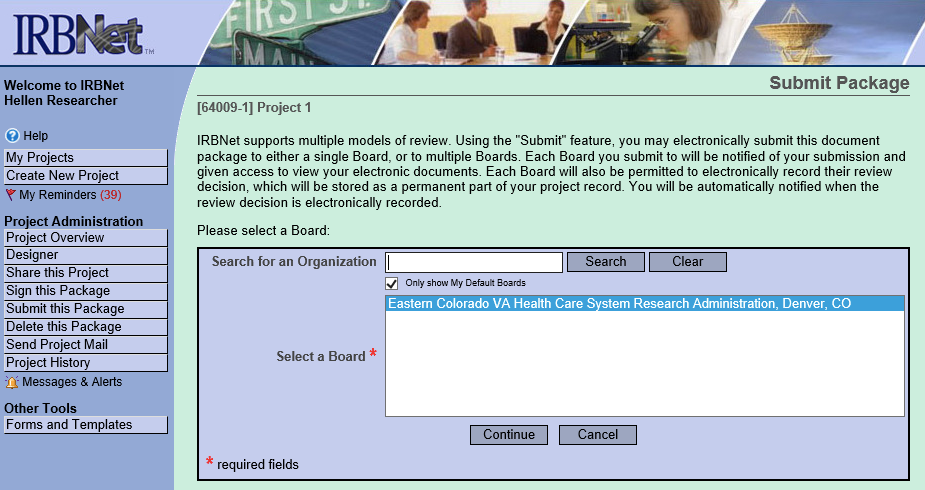 IRBNet™
FIRST ST.
MAIN
Welcome to IRBNet
Hellen Researcher
Help
My Projects
Create New Project
My Reminders (39)
Project Administration
Project Overview
Designer
Share this Project
Sign this Package
Submit this Package
Delete this Package
Send Project Mail
Project History
Messages & Alerts
Other Tools
Forms and Templates
Submit Package
[64009-1] Project 1
IRBNet supports multiple models of review. Using the "Submit" feature, you may electronically submit this document
package to either a single Board, or to multiple Boards. Each Board you submit to will be notified of your submission and
given access to view your electronic documents. Each Board will also be permitted to electronically record their review
decision, which will be stored as a permanent part of your project record. You will be automatically notified when the
review decision is electronically recorded.
Please select a Board:
Search for an Organization
Search
Clear
Only show My Default Boards
Eastern Colorado VA Health Care System Research Administration, Denver, CO
Select a Board *
Continue
Cancel
* required fields